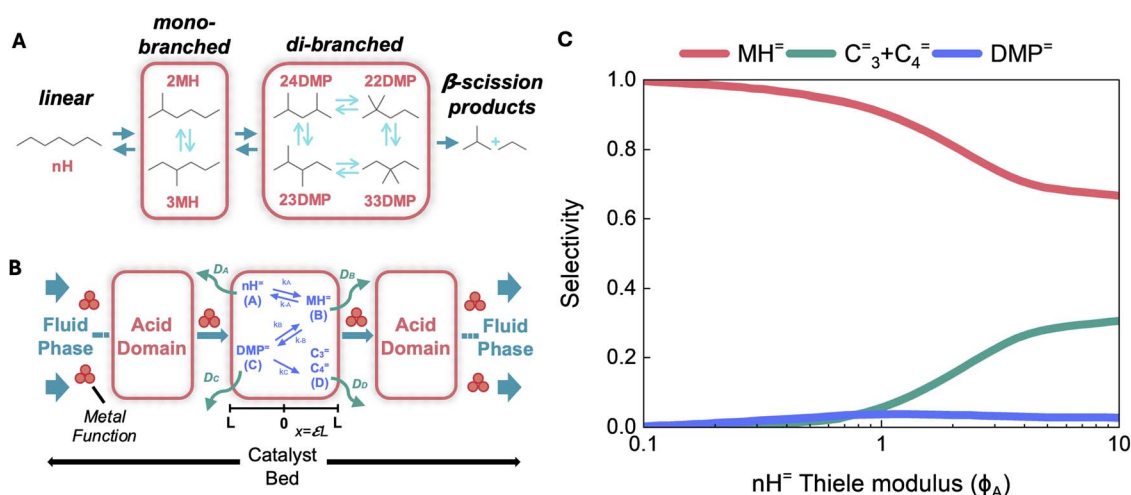 A
mono-
branched
di-branched
linear
β-scission
products
2MH
24DMP
22DMP
nH
+
3MH
23DMP
33DMP
B
Fluid
Phase
Acid
Domain
Metal
Function
D_A
nH⁼
(A)
k_A
k_-A
MH⁼
(B)
D_B
k_B
k_-B
DMP⁼
(C)
k_C
C₃⁼
C₄⁼
(D)
D_C
D_D
L
0
x=ℰL
L
Acid
Domain
Fluid
Phase
Catalyst
Bed
C
MH⁼
C₃⁼+C₄⁼
DMP⁼
Selectivity
1.0
0.8
0.6
0.4
0.2
0.0
0.1
1
10
nH⁼ Thiele modulus (ϕ_A)